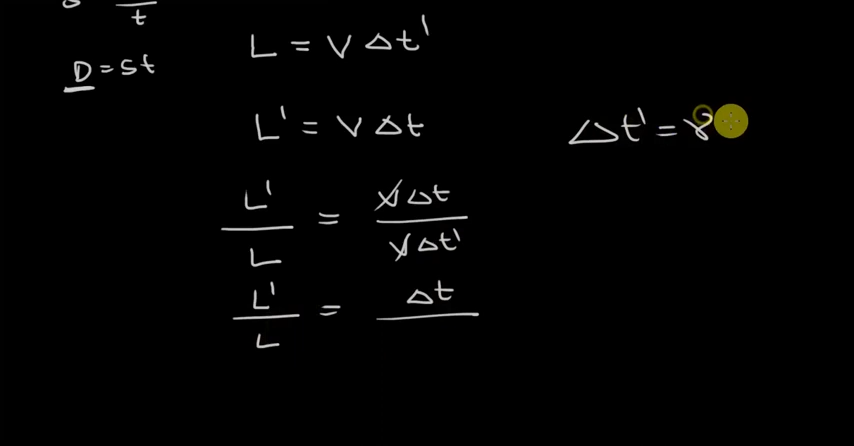 t
D = st
L = V Δt'
L' = V Δt
Δt' = γ
L'/L = VΔt / VΔt'
L'/L = Δt /